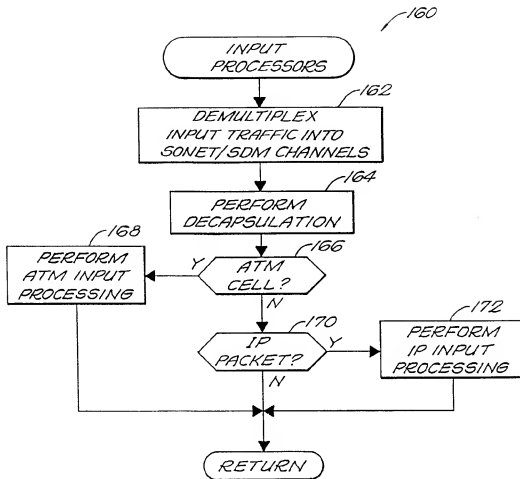 160
INPUT
PROCESSORS
162
DEMULTIPLEX
INPUT TRAFFIC INTO
SONET/SDM CHANNELS
164
PERFORM
DECAPSULATION
166
ATM
CELL?
Y
N
168
PERFORM
ATM INPUT
PROCESSING
170
IP
PACKET?
Y
N
172
PERFORM
IP INPUT
PROCESSING
RETURN